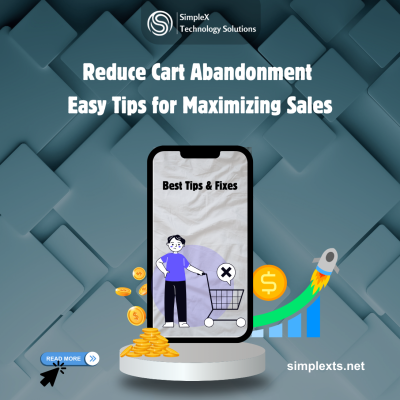 SimpleX
Technology Solutions
Reduce Cart Abandonment
Easy Tips for Maximizing Sales
Best Tips & Fixes
READ MORE
simplexts.net